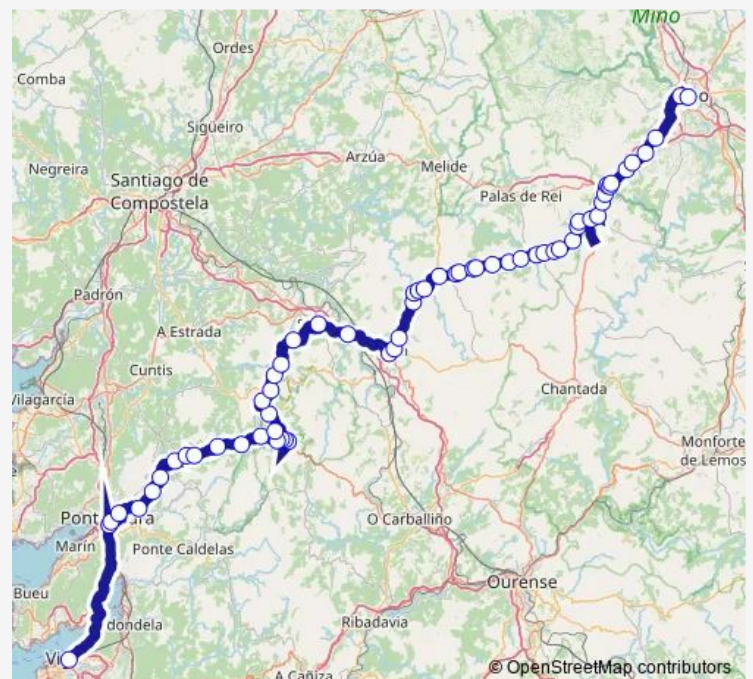 Miño
Ordes
Comba
Sigüeiro
Arzúa
Melide
Negreira
Santiago de
Compostela
Palas de Rei
Padrón
A Estrada
Cuntis
Vilagarcía
Chantada
Monforte
de Lemos
O Carballiño
Marín
Ponte Caldelas
Ourense
Bueu
dondela
Ribadavia
A Cañiza
© OpenStreetMap contributors